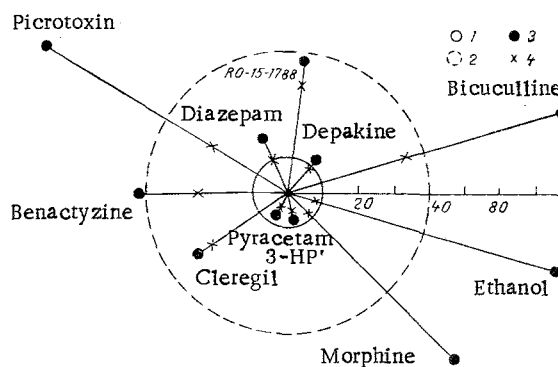 Picrotoxin
1 3
2 4
RO-15-1788
Bicuculline
Diazepam
Depakine
Benactyzine
20 40 80
Pyracetam
3-HP'
Cleregil
Ethanol
Morphine